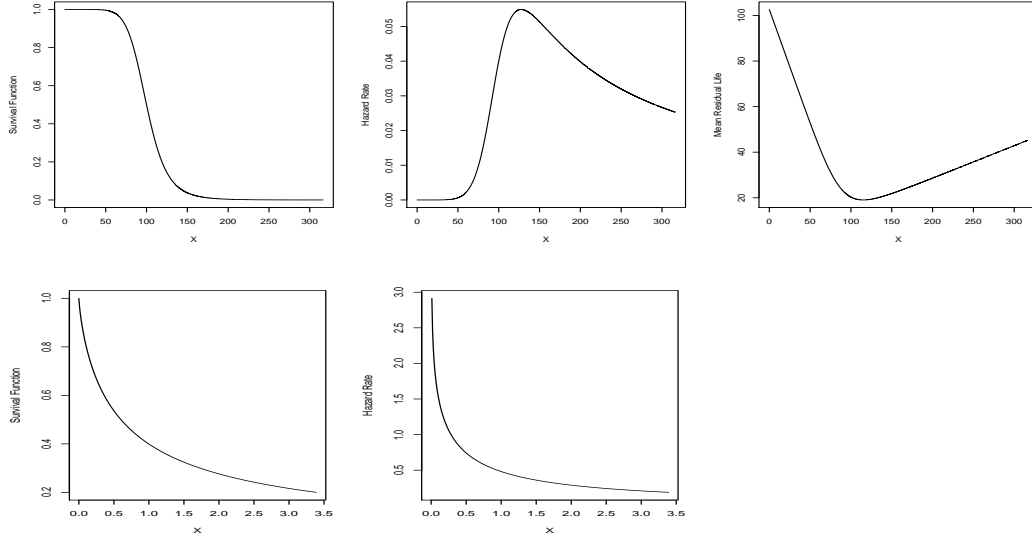 Survival Function
1.0
0.8
0.6
0.4
0.2
0.0
0 50 100 150 200 250 300
X
Hazard Rate
0.05
0.04
0.03
0.02
0.01
0.00
0 50 100 150 200 250 300
X
Mean Residual Life
100
80
60
40
20
0 50 100 150 200 250 300
X
Survival Function
1.0
0.8
0.6
0.4
0.2
0.0 0.5 1.0 1.5 2.0 2.5 3.0 3.5
X
Hazard Rate
3.0
2.5
2.0
1.5
1.0
0.5
0.0 0.5 1.0 1.5 2.0 2.5 3.0 3.5
X